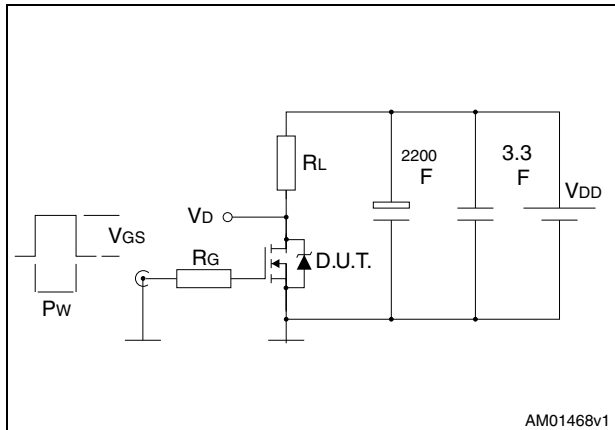 2200
F
3.3
F
RL
VDD
VD
VGS
RG
D.U.T.
PW
AM01468v1